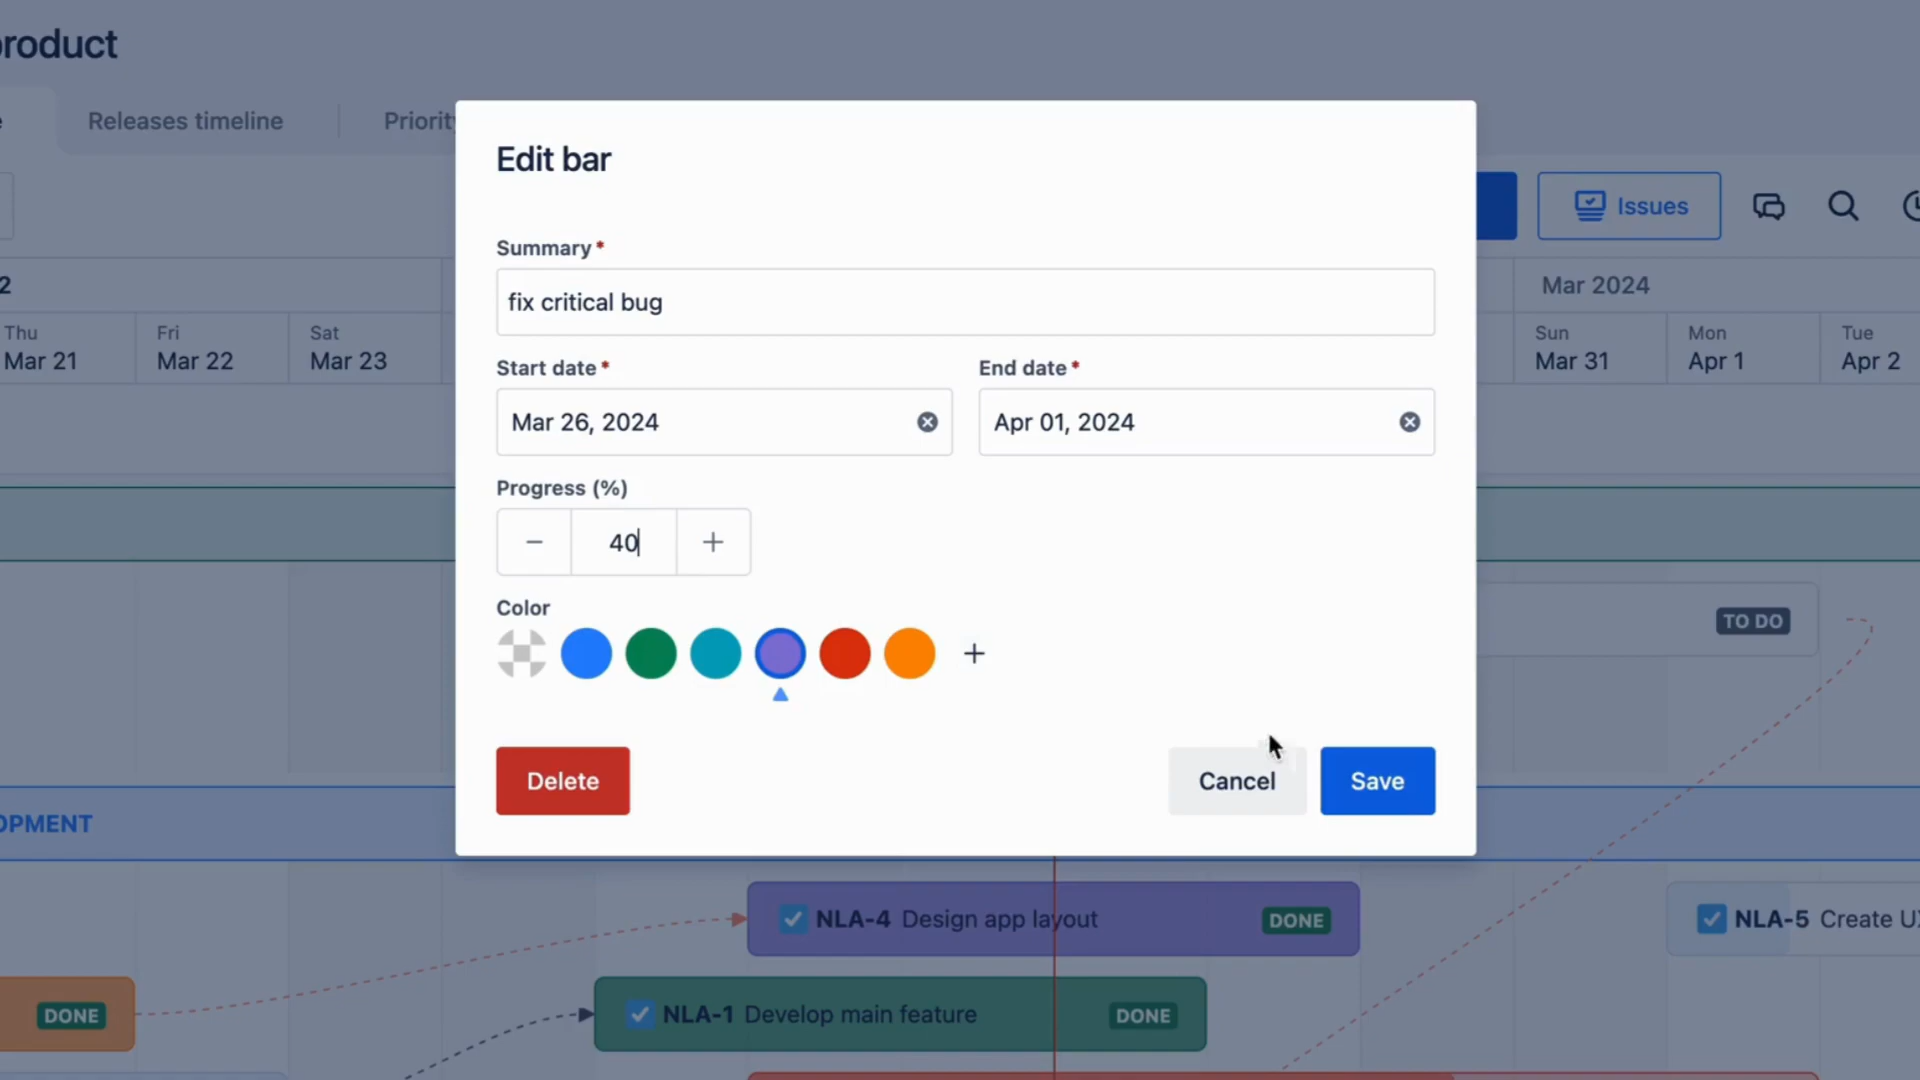 product
Releases timeline
Priority
Issues
Mar 2024
Thu
Mar 21
Fri
Mar 22
Sat
Mar 23
Sun
Mar 31
Mon
Apr 1
Tue
Apr 2
Edit bar
Summary*
fix critical bug
Start date*
End date*
Mar 26, 2024
Apr 01, 2024
Progress (%)
− 40 +
Color
+
Delete
Cancel
Save
TO DO
OPMENT
NLA-4 Design app layout
DONE
NLA-5 Create UX
DONE
NLA-1 Develop main feature
DONE